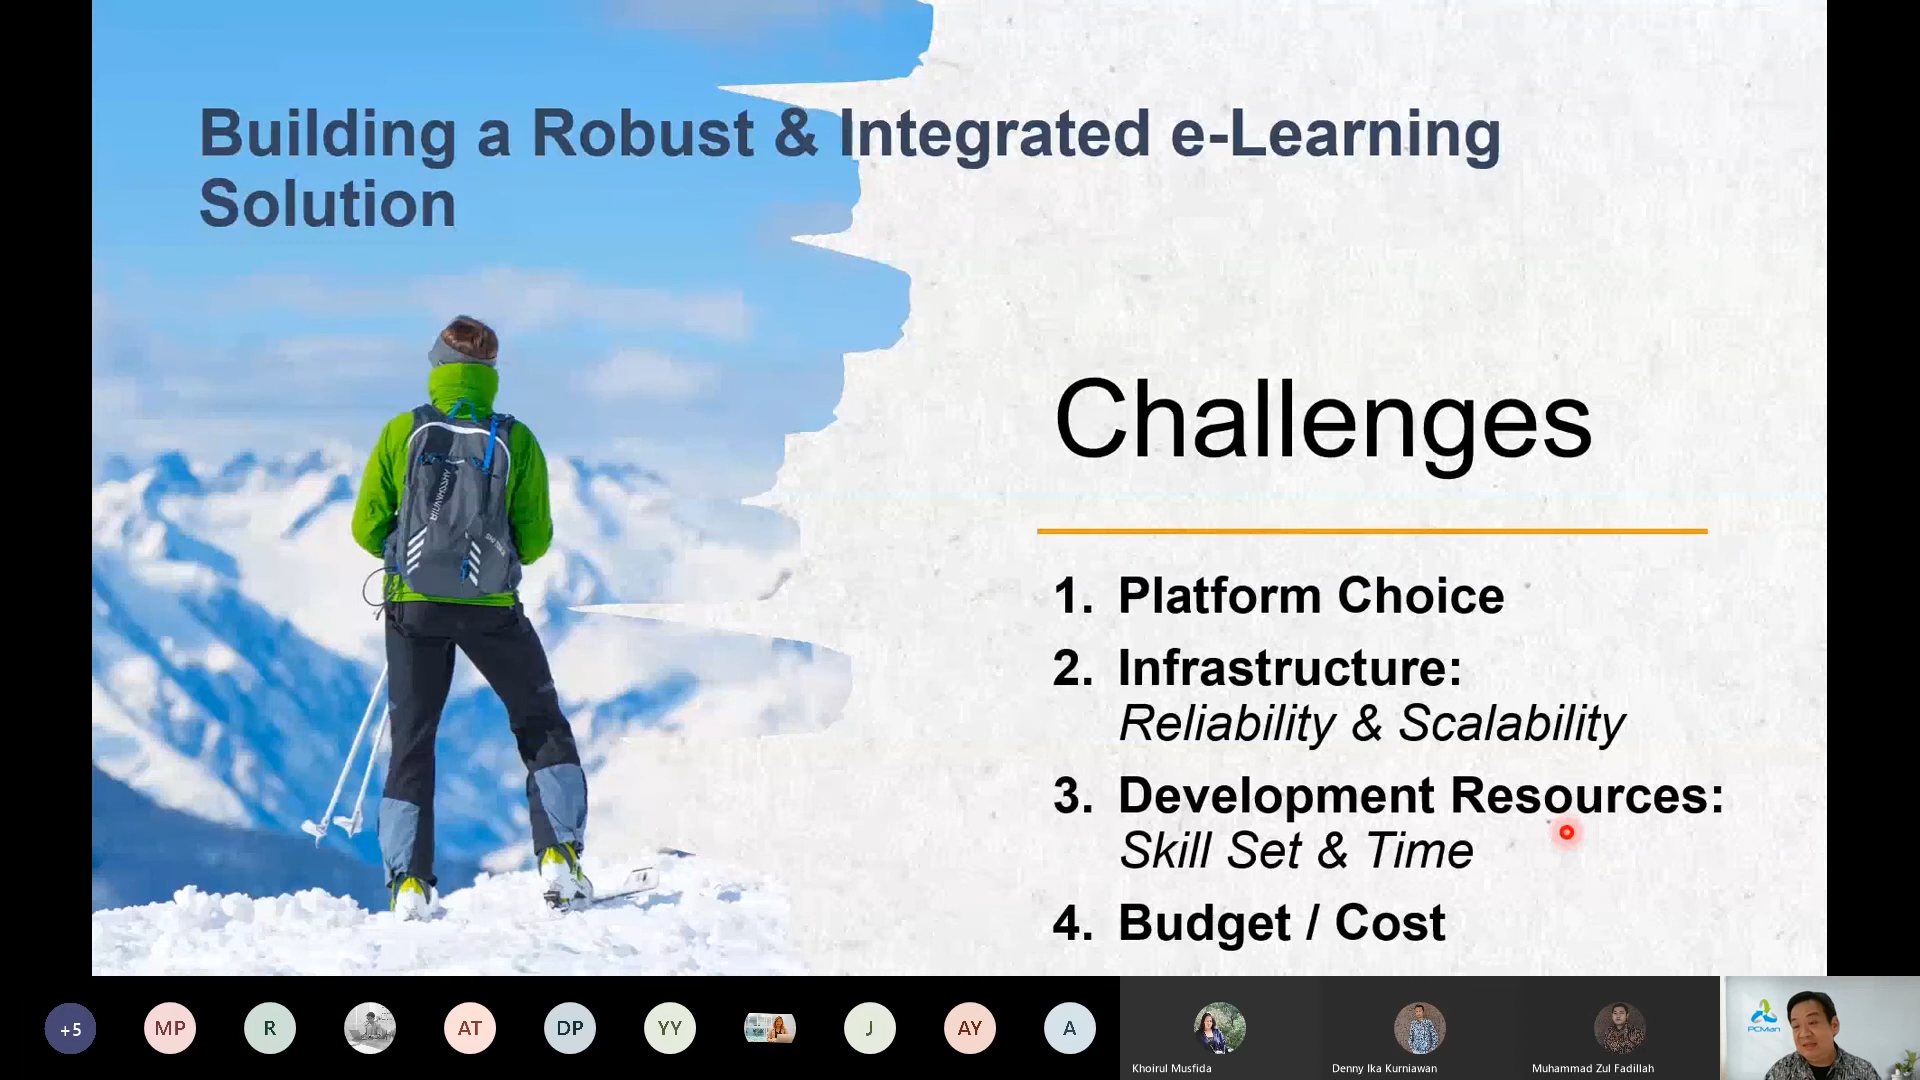 Building a Robust & Integrated e-Learning
Solution
Challenges
1. Platform Choice
2. Infrastructure:
Reliability & Scalability
3. Development Resources:
Skill Set & Time
4. Budget / Cost
+5
MP
R
AT
DP
YY
J
AY
A
Khoirul Musfida
Denny Ika Kurniawan
Muhammad Zul Fadillah
PCMan